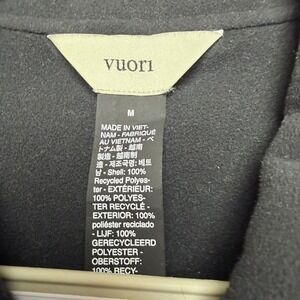 vuori
M
MADE IN VIET-
NAM - FABRIQUÉ
AU VIETNAM - ベ
トナム製 - 越南
製造 - 越南制
造 - 제조국: 베트
남 - Shell: 100%
Recycled Polyes-
ter - EXTÉRIEUR:
100% POLYES-
TER RECYCLÉ -
EXTERIOR: 100%
poliéster reciclado
- LIJF: 100%
GERECYCLEERD
POLYESTER -
OBERSTOFF:
100% RECY-